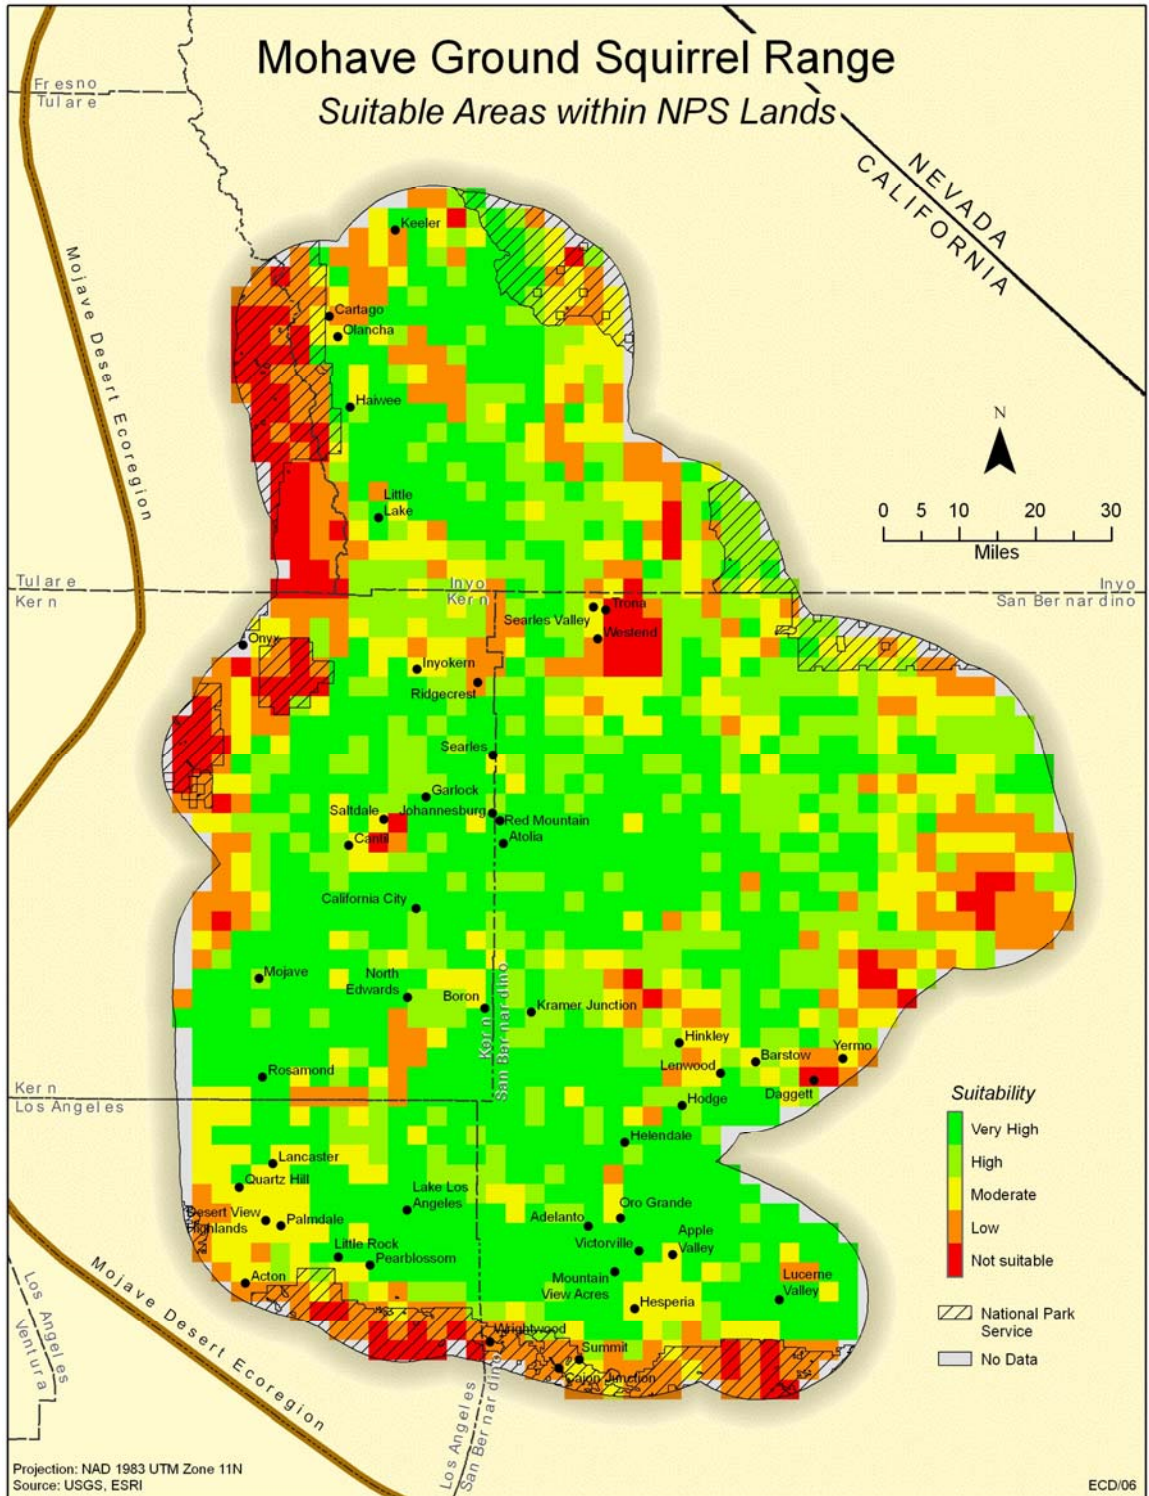 Mohave Ground Squirrel Range
Suitable Areas within NPS Lands
Fresno
Tulare
NEVADA
CALIFORNIA
Mojave Desert Ecoregion
Keeler
Cartago
Olancha
Haiwee
Little
Lake
N
0 5 10 20 30
Miles
Tulare
Kern
Inyo
Kern
Inyo
San Bernardino
Trona
Searles Valley
Westend
Onyx
Inyokern
Ridgecrest
Searles
Garlock
Saltdale
Johannesburg
Red Mountain
Cantil
Atolia
California City
Mojave
North
Edwards
Boron
Kramer Junction
Kern
San Bernardino
Hinkley
Lenwood
Barstow
Yermo
Daggett
Hodge
Rosamond
Kern
Los Angeles
Helendale
Lancaster
Quartz Hill
Desert View
Highlands
Palmdale
Lake Los
Angeles
Adelanto
Oro Grande
Victorville
Apple
Valley
Little Rock
Pearblossom
Mountain
View Acres
Lucerne
Valley
Acton
Hesperia
Wrightwood
Summit
Cajon Junction
Los Angeles
Ventura
Mojave Desert Ecoregion
Los Angeles
San Bernardino
Suitability
Very High
High
Moderate
Low
Not suitable
National Park
Service
No Data
Projection: NAD 1983 UTM Zone 11N
Source: USGS, ESRI
ECD/06